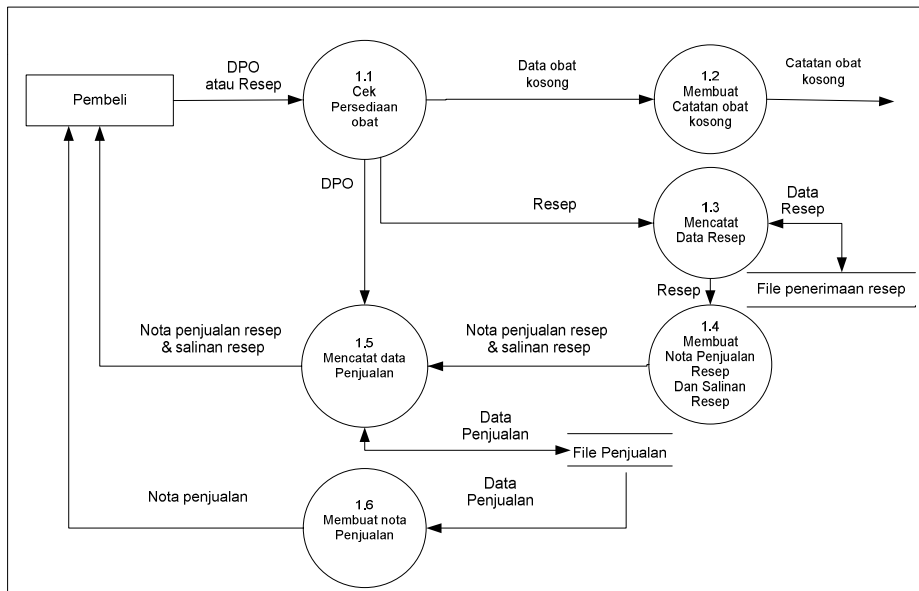 DPO
atau Resep
Pembeli
1.1
Cek
Persediaan
obat
Data obat
kosong
1.2
Membuat
Catatan obat
kosong
Catatan obat
kosong
DPO
Resep
1.3
Mencatat
Data Resep
Data
Resep
File penerimaan resep
Resep
1.4
Membuat
Nota Penjualan
Resep
Dan Salinan
Resep
Nota penjualan resep
& salinan resep
1.5
Mencatat data
Penjualan
Nota penjualan resep
& salinan resep
Data
Penjualan
File Penjualan
Nota penjualan
1.6
Membuat nota
Penjualan
Data
Penjualan